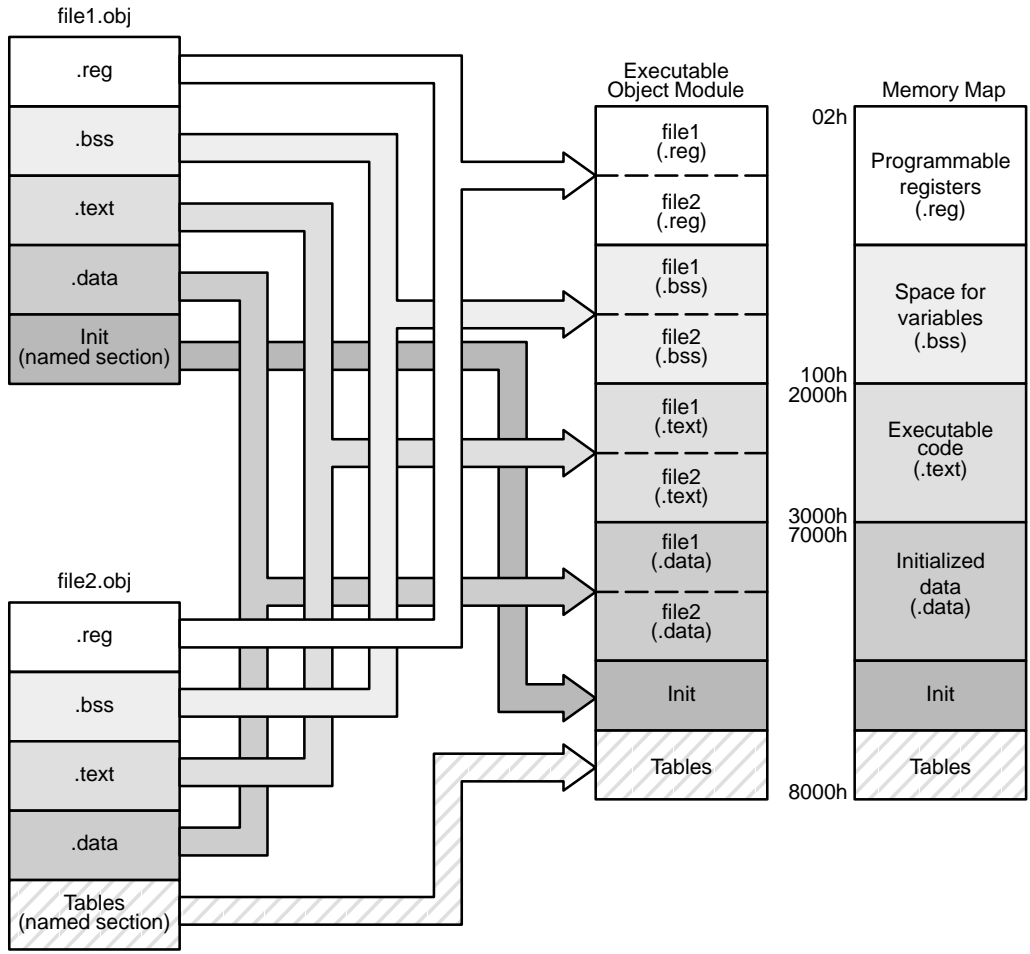 file1.obj
.reg
.bss
.text
.data
Init
(named section)
file2.obj
.reg
.bss
.text
.data
Tables
(named section)
Executable
Object Module
file1
(.reg)
file2
(.reg)
file1
(.bss)
file2
(.bss)
file1
(.text)
file2
(.text)
file1
(.data)
file2
(.data)
Init
Tables
Memory Map
02h
Programmable
registers
(.reg)
Space for
variables
(.bss)
100h
2000h
Executable
code
(.text)
3000h
7000h
Initialized
data
(.data)
Init
Tables
8000h